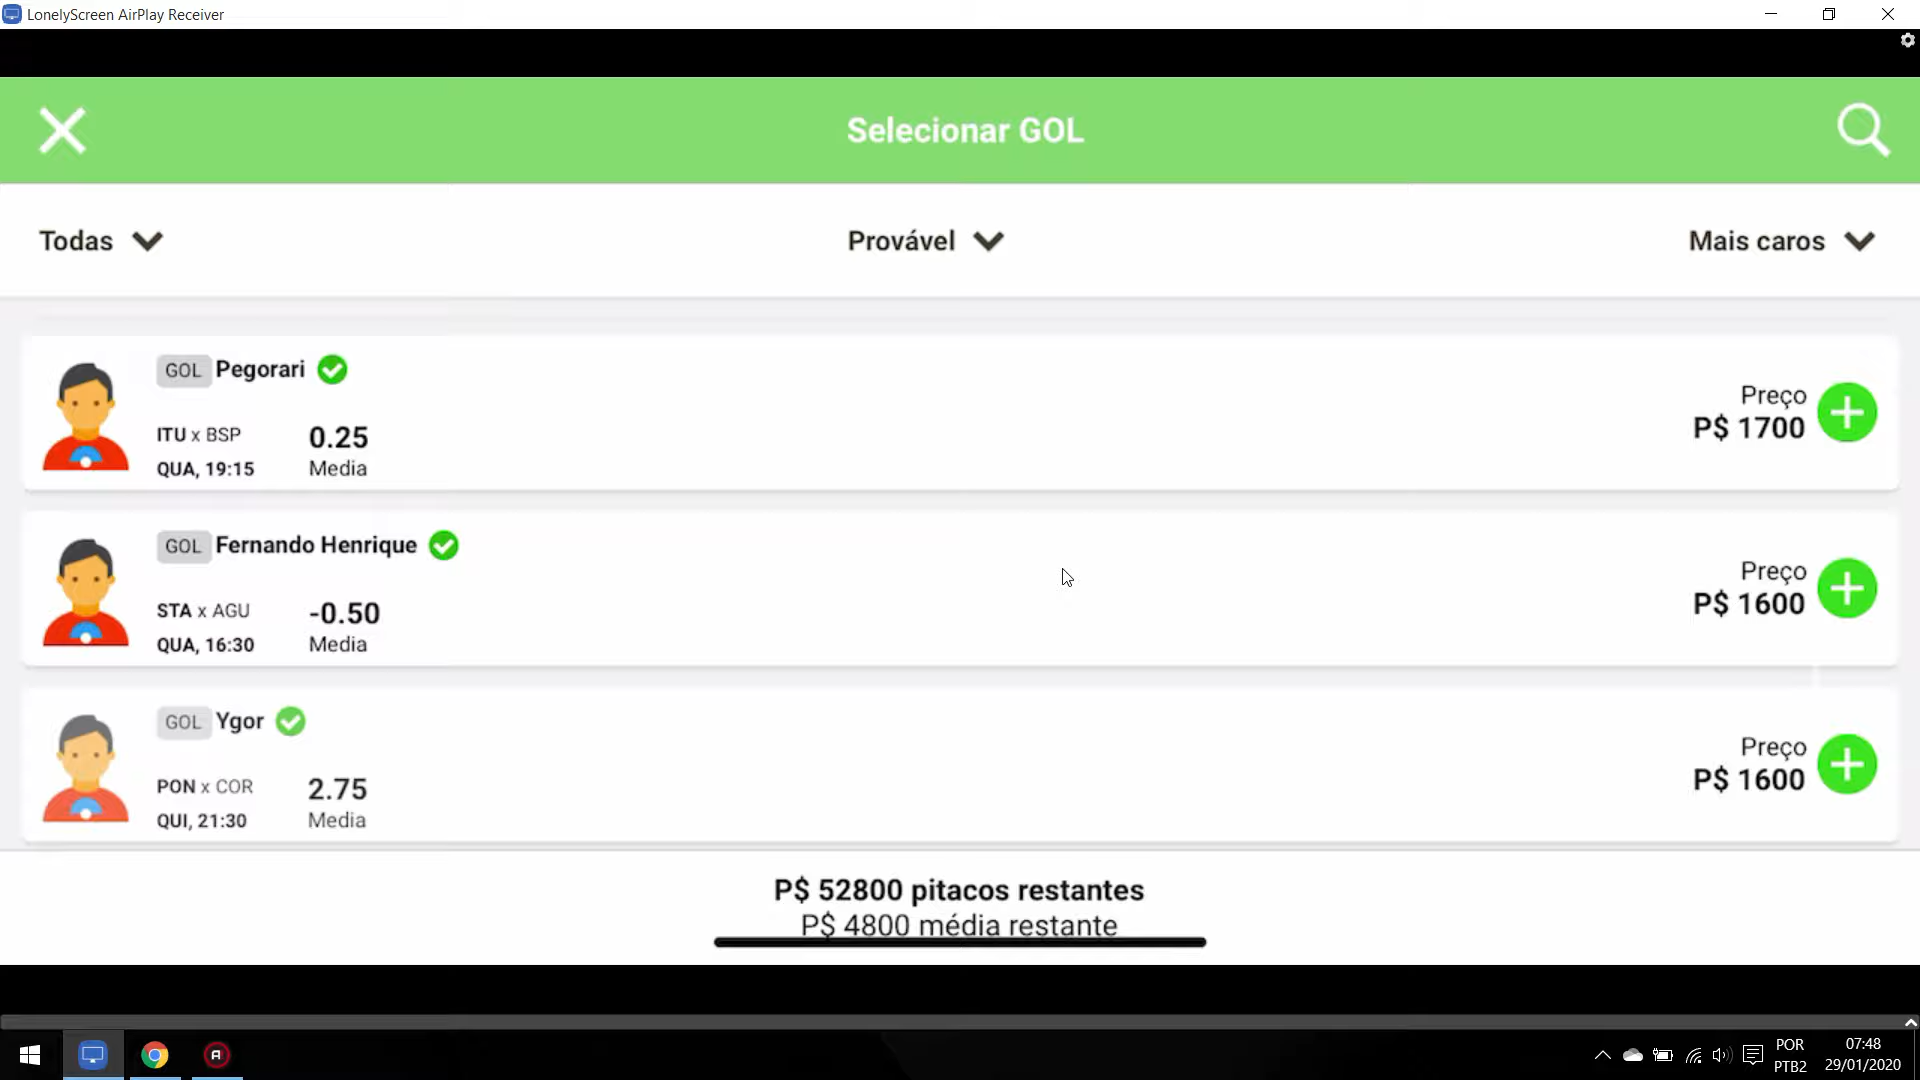 LonelyScreen AirPlay Receiver
Selecionar GOL
Todas
Provável
Mais caros
GOL Pegorari
ITU x BSP
QUA, 19:15
0.25
Media
Preço
P$ 1700
GOL Fernando Henrique
STA x AGU
QUA, 16:30
-0.50
Media
Preço
P$ 1600
GOL Ygor
PON x COR
QUI, 21:30
2.75
Media
Preço
P$ 1600
P$ 52800 pitacos restantes
P$ 4800 média restante
POR
PTB2
07:48
29/01/2020